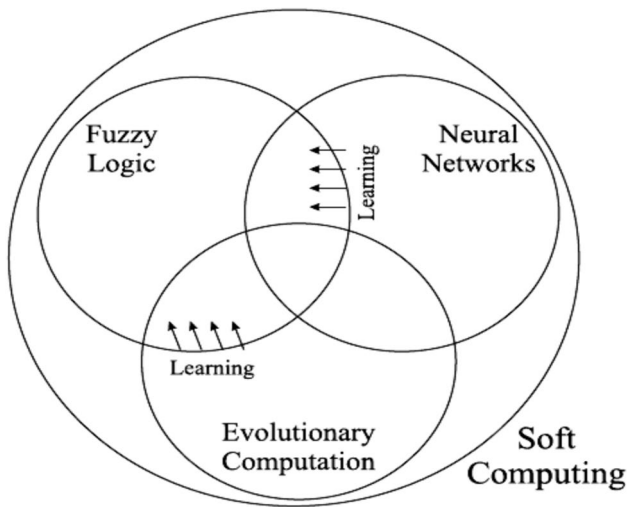 Fuzzy
Logic
Neural
Networks
Learning
Learning
Evolutionary
Computation
Soft
Computing